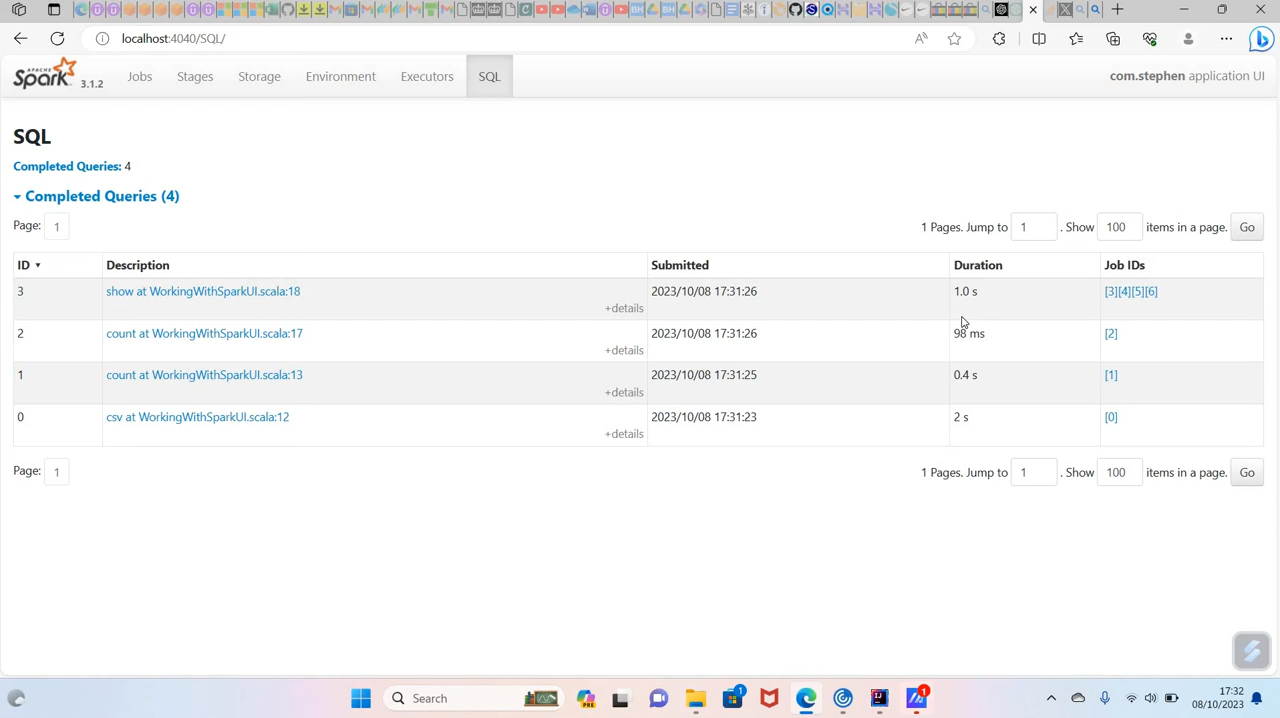 localhost:4040/SQL/
APACHE Spark 3.1.2 Jobs Stages Storage Environment Executors SQL com.stephen application UI
SQL
Completed Queries: 4
Completed Queries (4)
Page: 1 1 Pages. Jump to 1 . Show 100 items in a page. Go
ID Description Submitted Duration Job IDs
3 show at WorkingWithSparkUI.scala:18 2023/10/08 17:31:26 1.0 s [3][4][5][6]
+details
2 count at WorkingWithSparkUI.scala:17 2023/10/08 17:31:26 98 ms [2]
+details
1 count at WorkingWithSparkUI.scala:13 2023/10/08 17:31:25 0.4 s [1]
+details
0 csv at WorkingWithSparkUI.scala:12 2023/10/08 17:31:23 2 s [0]
+details
Page: 1 1 Pages. Jump to 1 . Show 100 items in a page. Go
Search PRE 1 1 17:32
08/10/2023